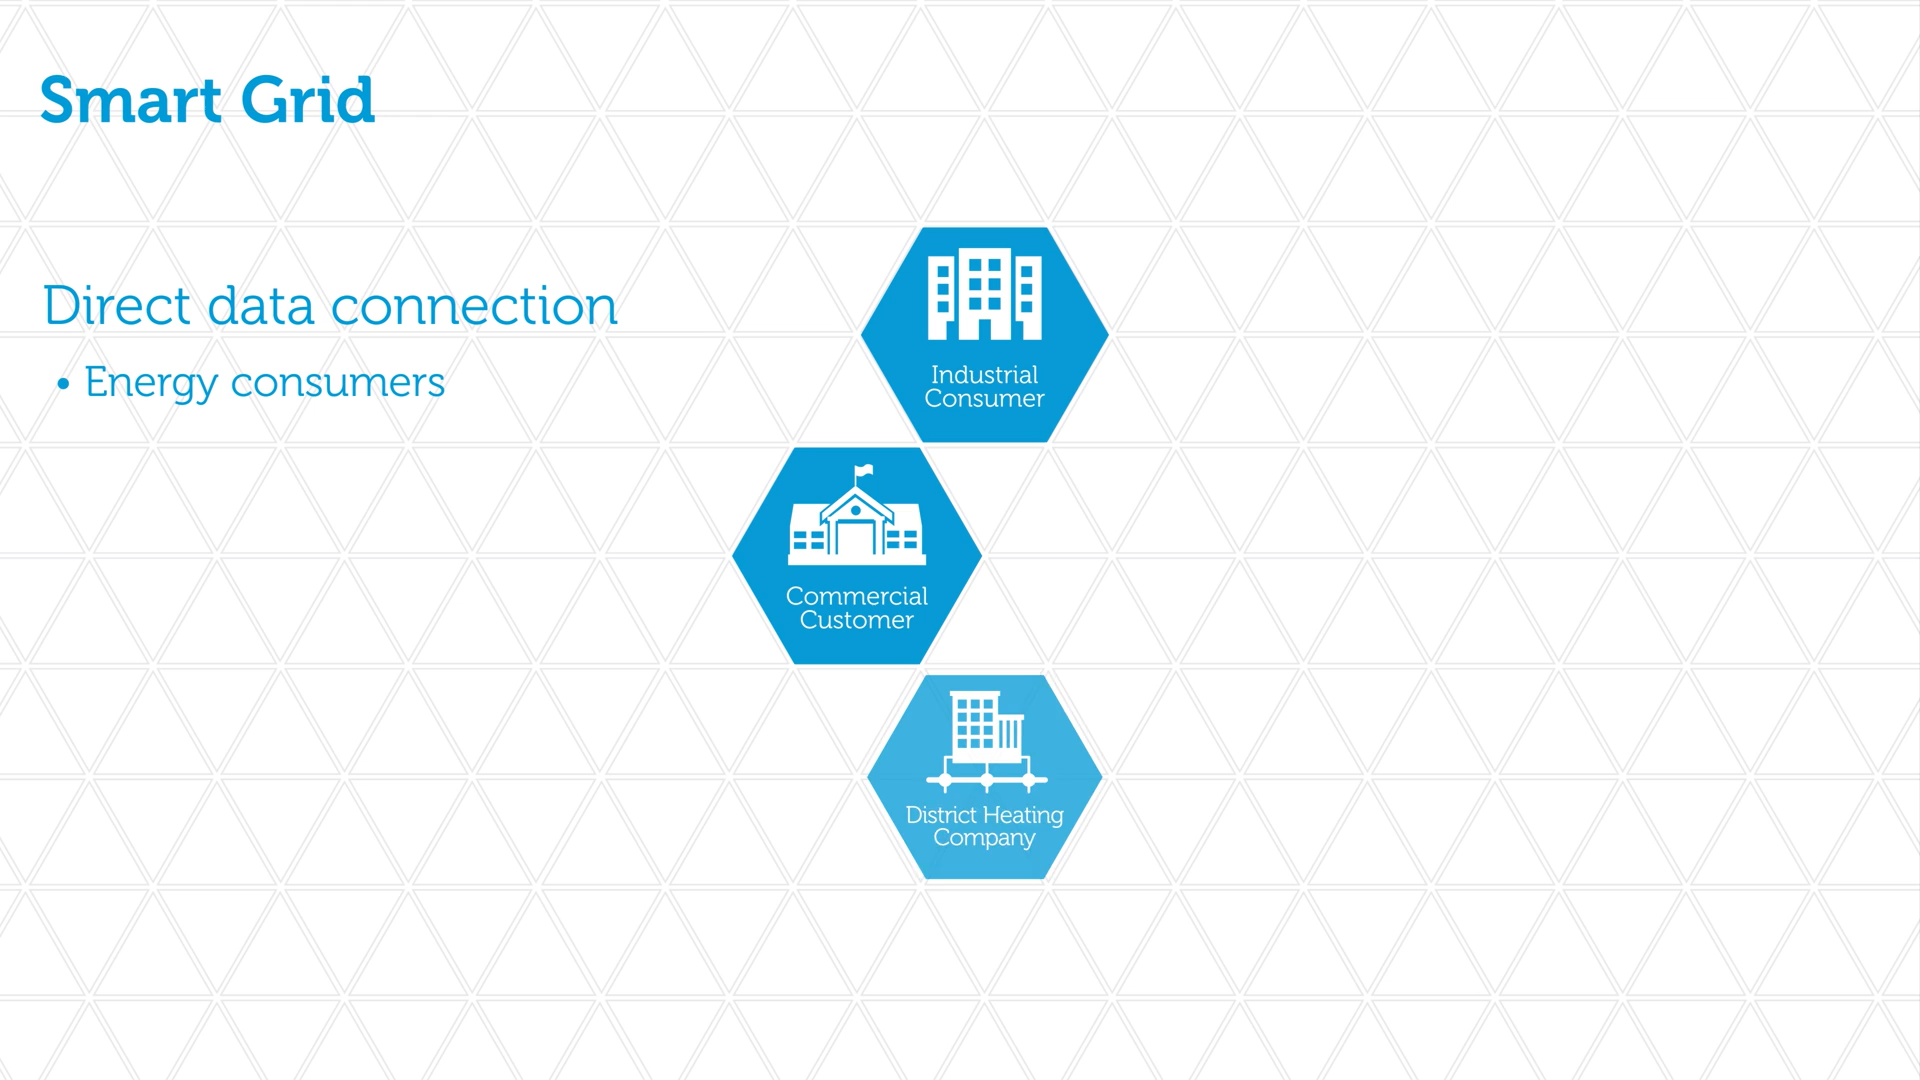 Smart Grid
Direct data connection
• Energy consumers
Industrial
Consumer
Commercial
Customer
District Heating
Company